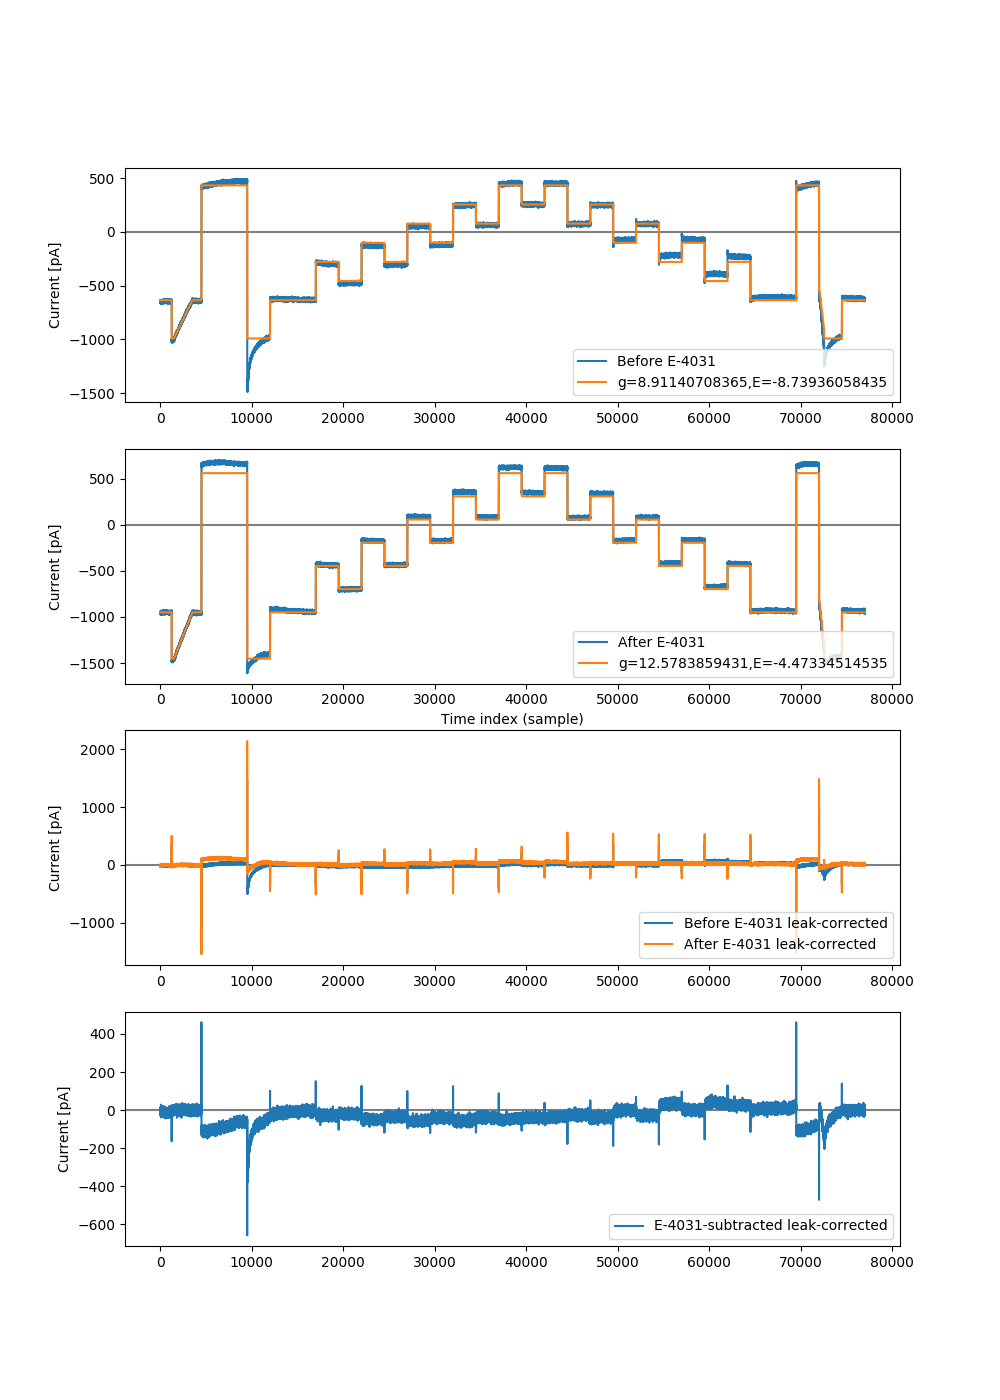 500
0
−500
−1000
−1500
Current [pA]
Before E-4031
g=8.91140708365,E=-8.73936058435
0 10000 20000 30000 40000 50000 60000 70000 80000
500
0
−500
−1000
−1500
Current [pA]
After E-4031
g=12.5783859431,E=-4.47334514535
0 10000 20000 30000 40000 50000 60000 70000 80000
Time index (sample)
2000
1000
0
−1000
Current [pA]
Before E-4031 leak-corrected
After E-4031 leak-corrected
0 10000 20000 30000 40000 50000 60000 70000 80000
400
200
0
−200
−400
−600
Current [pA]
E-4031-subtracted leak-corrected
0 10000 20000 30000 40000 50000 60000 70000 80000